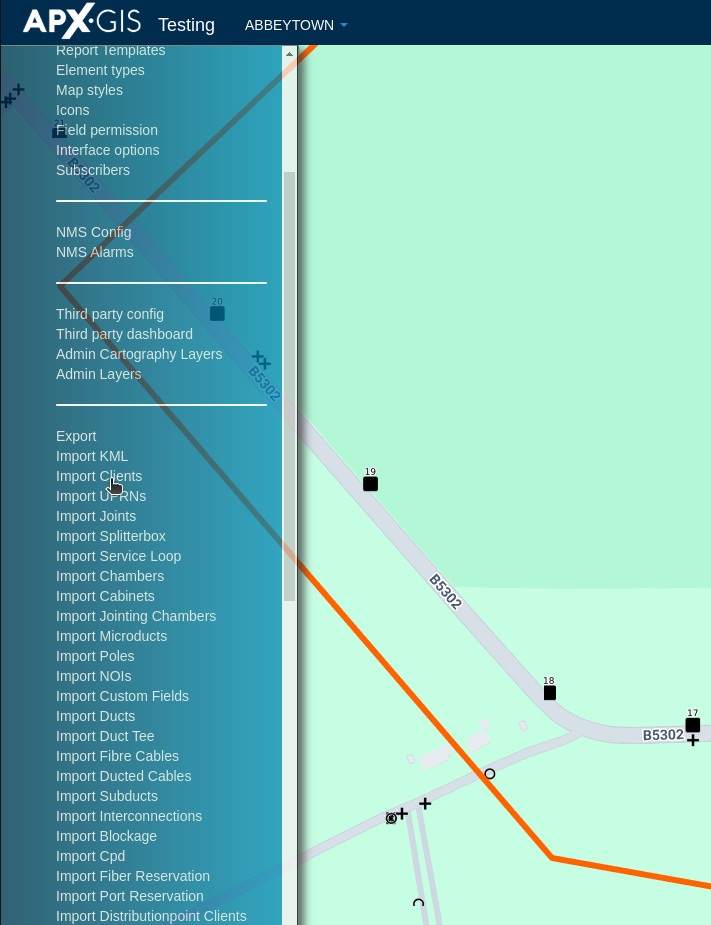 APX·GIS Testing ABBEYTOWN
Report Templates
Element types
Map styles
Icons
Field permission
Interface options
Subscribers
NMS Config
NMS Alarms
Third party config
Third party dashboard
Admin Cartography Layers
Admin Layers
Export
Import KML
Import Clients
Import UPRNs
Import Joints
Import Splitterbox
Import Service Loop
Import Chambers
Import Cabinets
Import Jointing Chambers
Import Microducts
Import Poles
Import NOIs
Import Custom Fields
Import Ducts
Import Duct Tee
Import Fibre Cables
Import Ducted Cables
Import Subducts
Import Interconnections
Import Blockage
Import Cpd
Import Fiber Reservation
Import Port Reservation
Import Distributionpoint Clients
B5302
20
B5302
19
B5302
18
17
B5302